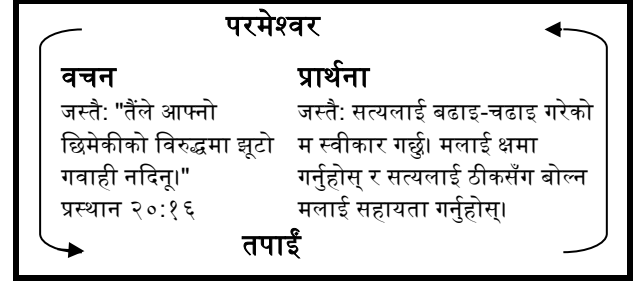 परमेश्वर
वचन
जस्तै: "तैंले आफ्नो
छिमेकीको विरुद्धमा झूटो
गवाही नदिनू।"
प्रस्थान २०:१६
प्रार्थना
जस्तै: सत्यलाई बढाइ-चढाइ गरेको
म स्वीकार गर्छु। मलाई क्षमा
गर्नुहोस् र सत्यलाई ठीकसँग बोल्न
मलाई सहायता गर्नुहोस्।
तपाईं